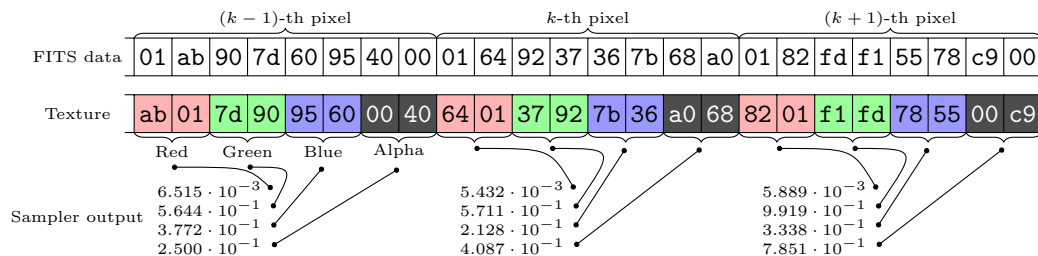 (k − 1)-th pixel k-th pixel (k + 1)-th pixel
FITS data 01 ab 90 7d 60 95 40 00 01 64 92 37 36 7b 68 a0 01 82 fd f1 55 78 c9 00
Texture ab 01 7d 90 95 60 00 40 64 01 37 92 7b 36 a0 68 82 01 f1 fd 78 55 00 c9
Red Green Blue Alpha
6.515 · 10⁻³ 5.432 · 10⁻³ 5.889 · 10⁻³
Sampler output 5.644 · 10⁻¹ 5.711 · 10⁻¹ 9.919 · 10⁻¹
3.772 · 10⁻¹ 2.128 · 10⁻¹ 3.338 · 10⁻¹
2.500 · 10⁻¹ 4.087 · 10⁻¹ 7.851 · 10⁻¹